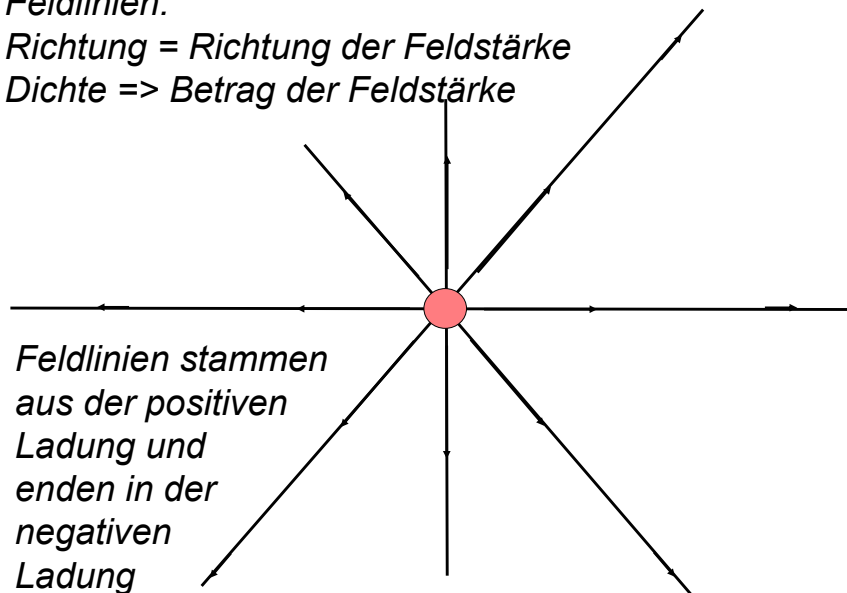 Feldlinien:
Richtung = Richtung der Feldstärke
Dichte => Betrag der Feldstärke
Feldlinien stammen
aus der positiven
Ladung und
enden in der
negativen
Ladung